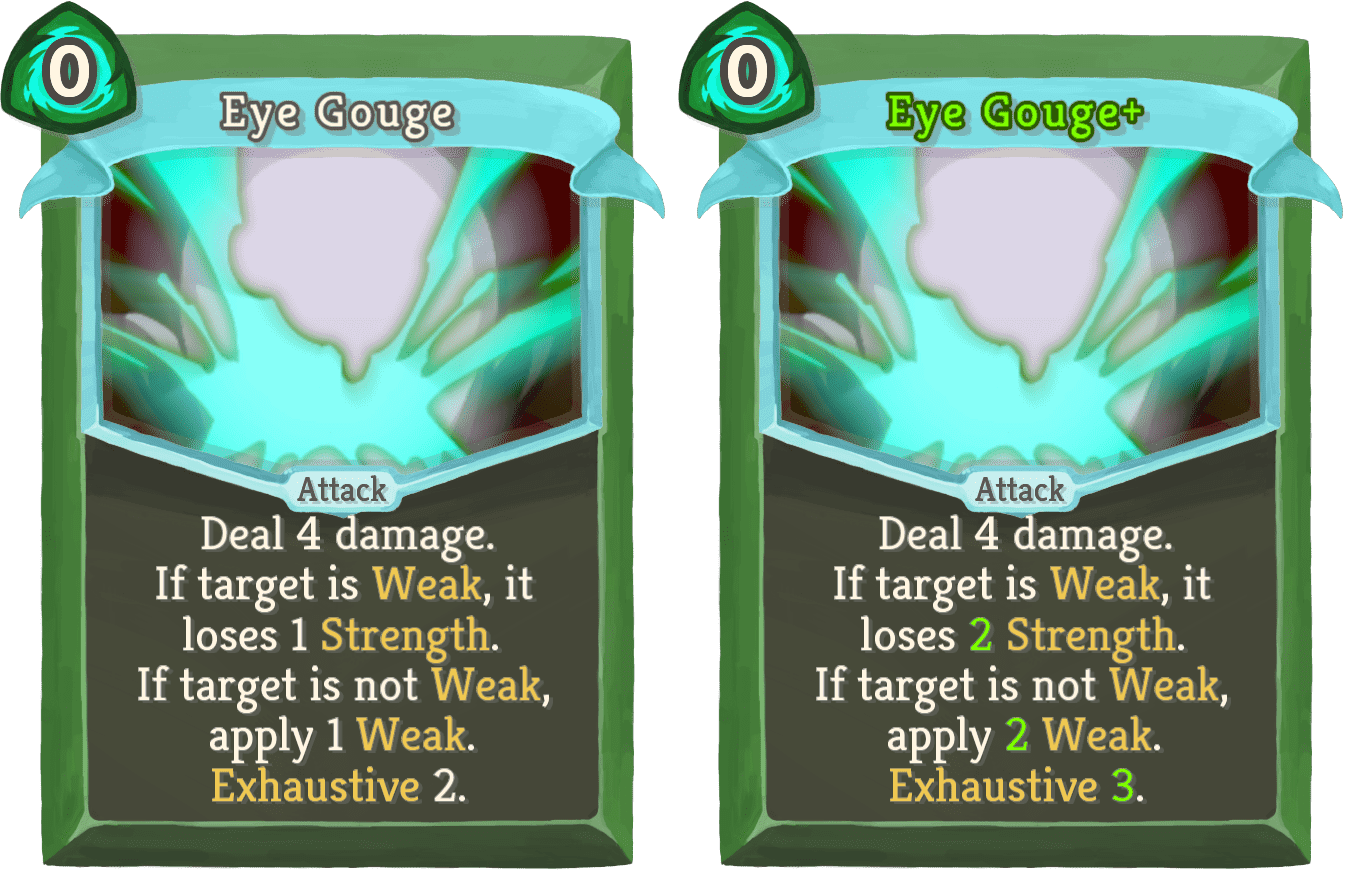 0
Eye Gouge
Attack
Deal 4 damage.
If target is Weak, it
loses 1 Strength.
If target is not Weak,
apply 1 Weak.
Exhaustive 2.
0
Eye Gouge+
Attack
Deal 4 damage.
If target is Weak, it
loses 2 Strength.
If target is not Weak,
apply 2 Weak.
Exhaustive 3.